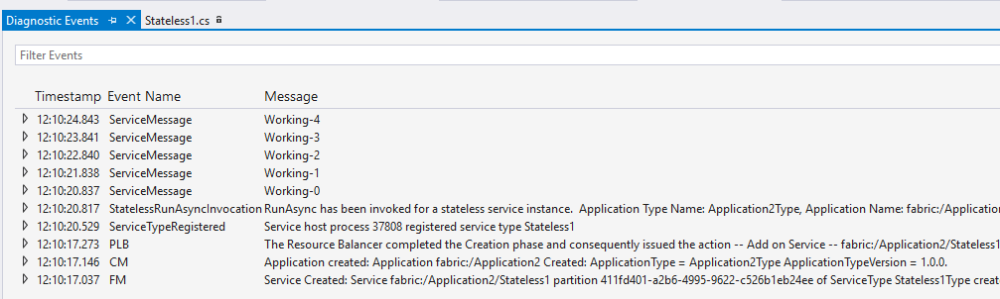 Diagnostic Events Stateless1.cs
Filter Events
Timestamp Event Name Message
12:10:24.843 ServiceMessage Working-4
12:10:23.841 ServiceMessage Working-3
12:10:22.840 ServiceMessage Working-2
12:10:21.838 ServiceMessage Working-1
12:10:20.837 ServiceMessage Working-0
12:10:20.817 StatelessRunAsyncInvocation RunAsync has been invoked for a stateless service instance. Application Type Name: Application2Type, Application Name: fabric:/Application
12:10:20.529 ServiceTypeRegistered Service host process 37808 registered service type Stateless1
12:10:17.273 PLB The Resource Balancer completed the Creation phase and consequently issued the action -- Add on Service -- fabric:/Application2/Stateless1
12:10:17.146 CM Application created: Application fabric:/Application2 Created: ApplicationType = Application2Type ApplicationTypeVersion = 1.0.0.
12:10:17.037 FM Service Created: Service fabric:/Application2/Stateless1 partition 411fd401-a2b6-4995-9622-c526b1eb24ee of ServiceType Stateless1Type creat